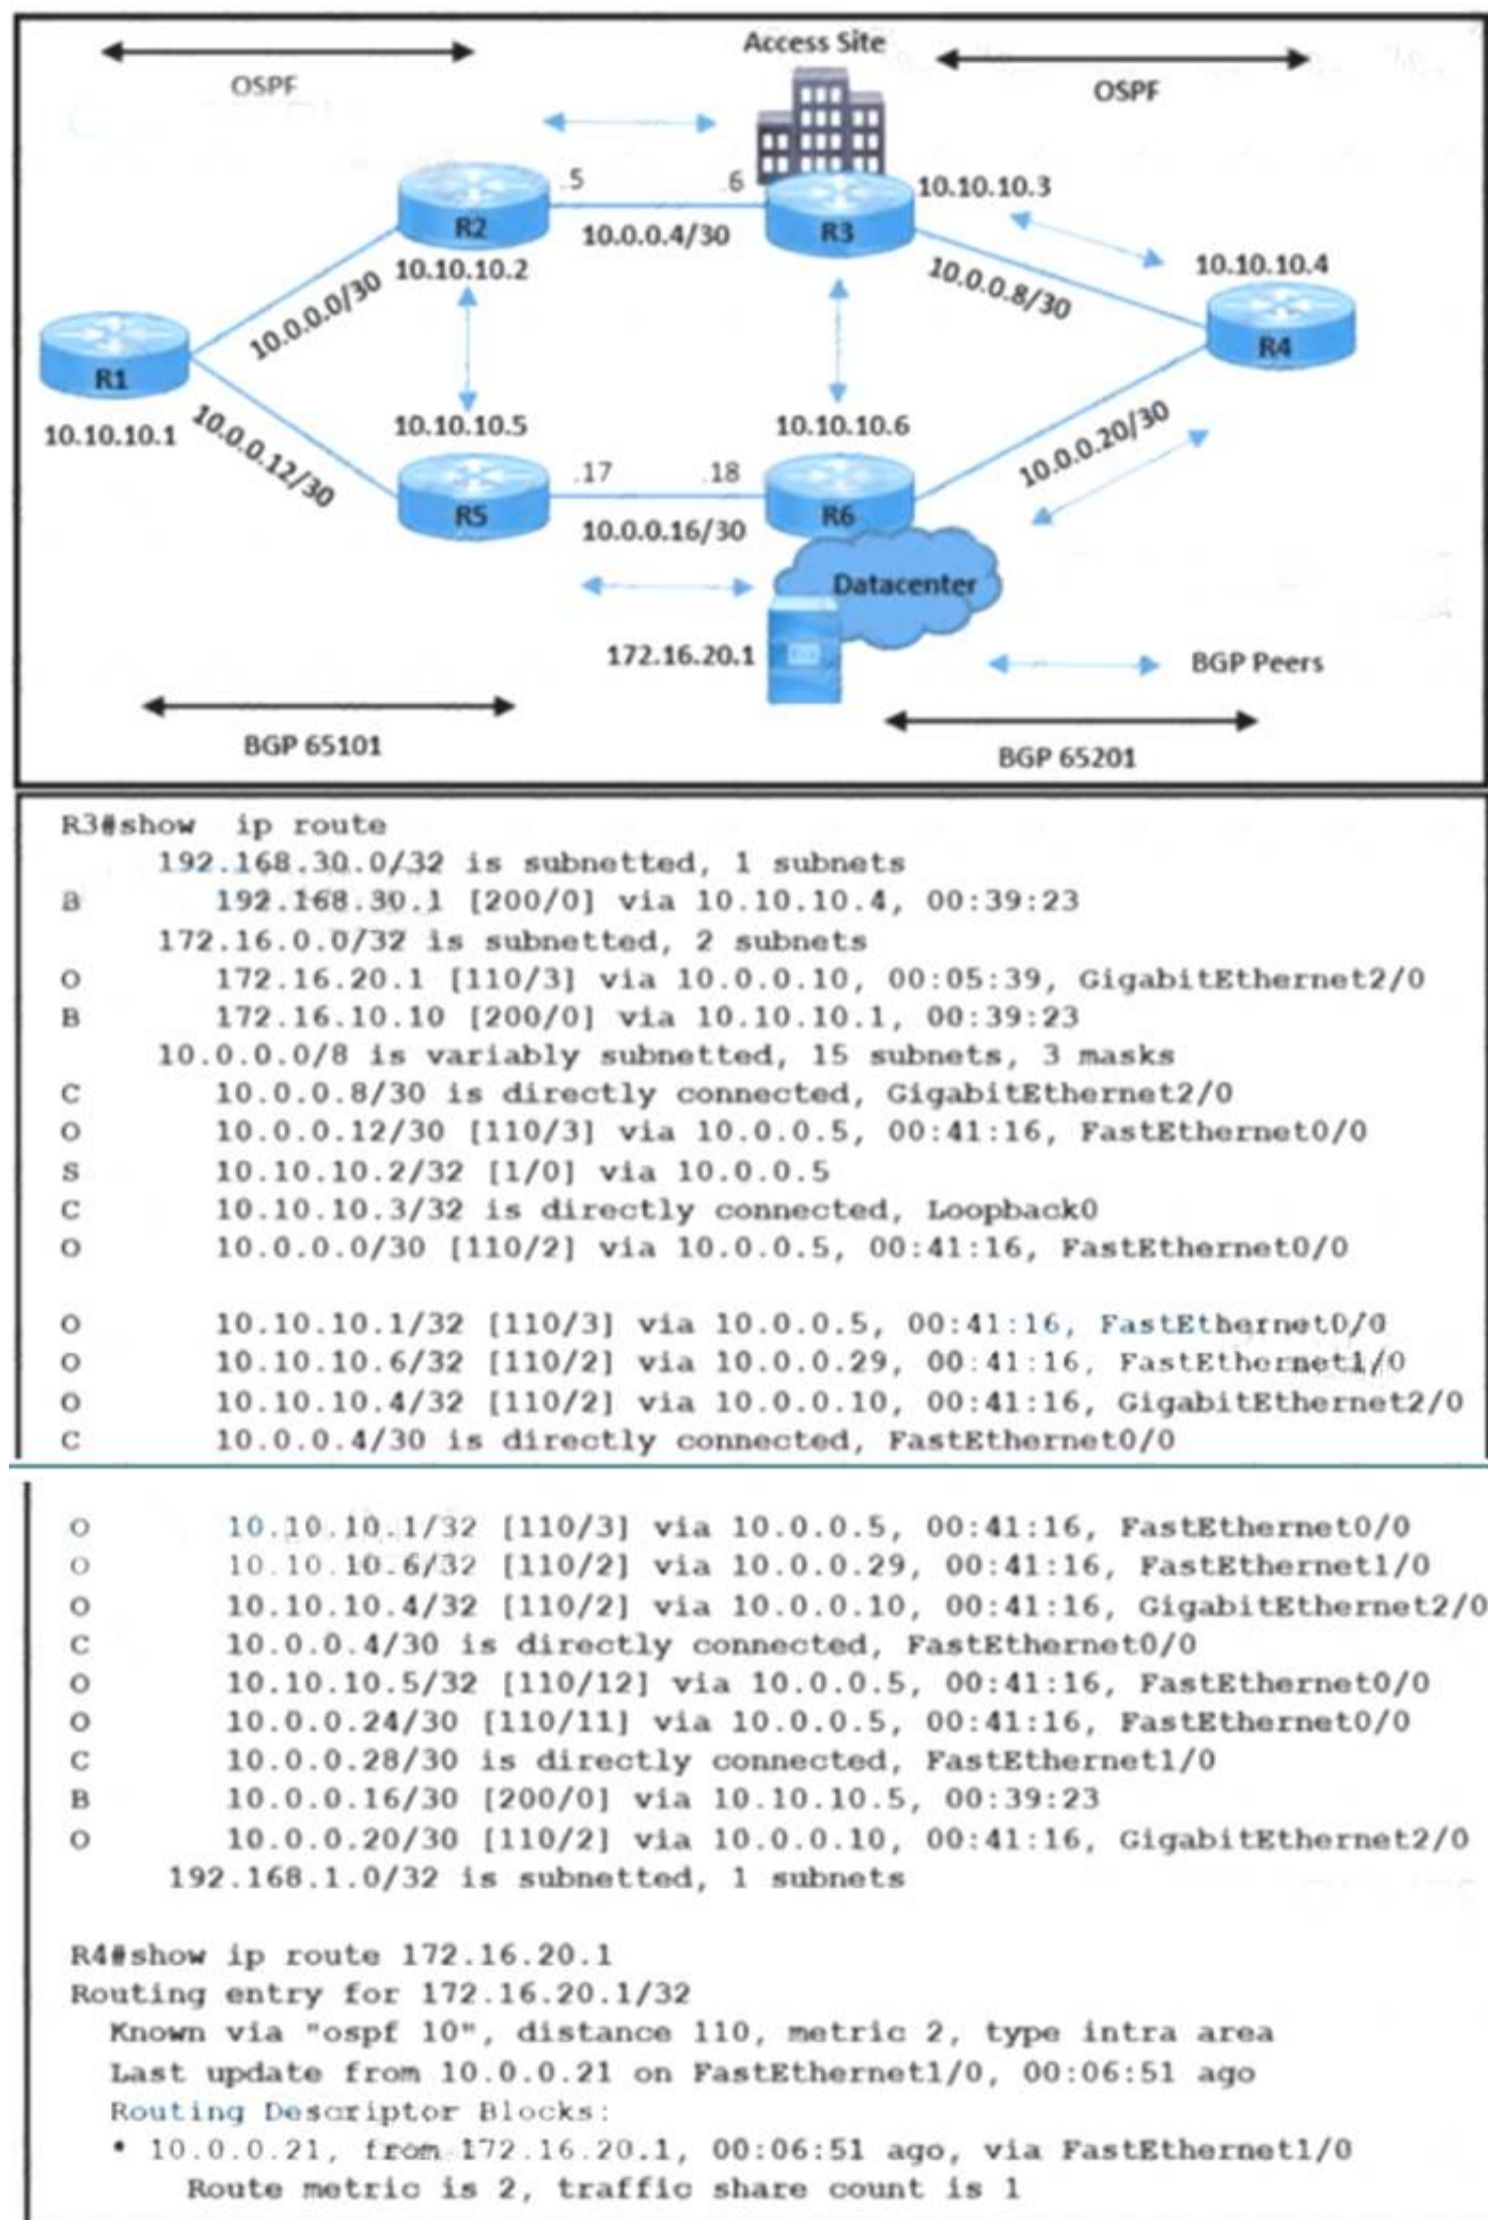 Access Site
OSPF
OSPF
.5
.6
10.10.10.3
R2
R3
10.0.0.4/30
10.10.10.2
10.10.10.4
10.0.0.0/30
10.0.0.8/30
R1
R4
10.10.10.1
10.0.0.12/30
10.10.10.5
10.10.10.6
10.0.0.20/30
.17
.18
R5
R6
10.0.0.16/30
Datacenter
172.16.20.1
BGP Peers
BGP 65101
BGP 65201
R3#show ip route
192.168.30.0/32 is subnetted, 1 subnets
B 192.168.30.1 [200/0] via 10.10.10.4, 00:39:23
172.16.0.0/32 is subnetted, 2 subnets
O 172.16.20.1 [110/3] via 10.0.0.10, 00:05:39, GigabitEthernet2/0
B 172.16.10.10 [200/0] via 10.10.10.1, 00:39:23
10.0.0.0/8 is variably subnetted, 15 subnets, 3 masks
C 10.0.0.8/30 is directly connected, GigabitEthernet2/0
O 10.0.0.12/30 [110/3] via 10.0.0.5, 00:41:16, FastEthernet0/0
S 10.10.10.2/32 [1/0] via 10.0.0.5
C 10.10.10.3/32 is directly connected, Loopback0
O 10.0.0.0/30 [110/2] via 10.0.0.5, 00:41:16, FastEthernet0/0
O 10.10.10.1/32 [110/3] via 10.0.0.5, 00:41:16, FastEthernet0/0
O 10.10.10.6/32 [110/2] via 10.0.0.29, 00:41:16, FastEthernet1/0
O 10.10.10.4/32 [110/2] via 10.0.0.10, 00:41:16, GigabitEthernet2/0
C 10.0.0.4/30 is directly connected, FastEthernet0/0
O 10.10.10.1/32 [110/3] via 10.0.0.5, 00:41:16, FastEthernet0/0
O 10.10.10.6/32 [110/2] via 10.0.0.29, 00:41:16, FastEthernet1/0
O 10.10.10.4/32 [110/2] via 10.0.0.10, 00:41:16, GigabitEthernet2/0
C 10.0.0.4/30 is directly connected, FastEthernet0/0
O 10.10.10.5/32 [110/12] via 10.0.0.5, 00:41:16, FastEthernet0/0
O 10.0.0.24/30 [110/11] via 10.0.0.5, 00:41:16, FastEthernet0/0
C 10.0.0.28/30 is directly connected, FastEthernet1/0
B 10.0.0.16/30 [200/0] via 10.10.10.5, 00:39:23
O 10.0.0.20/30 [110/2] via 10.0.0.10, 00:41:16, GigabitEthernet2/0
192.168.1.0/32 is subnetted, 1 subnets
R4#show ip route 172.16.20.1
Routing entry for 172.16.20.1/32
Known via "ospf 10", distance 110, metric 2, type intra area
Last update from 10.0.0.21 on FastEthernet1/0, 00:06:51 ago
Routing Descriptor Blocks:
* 10.0.0.21, from 172.16.20.1, 00:06:51 ago, via FastEthernet1/0
Route metric is 2, traffic share count is 1